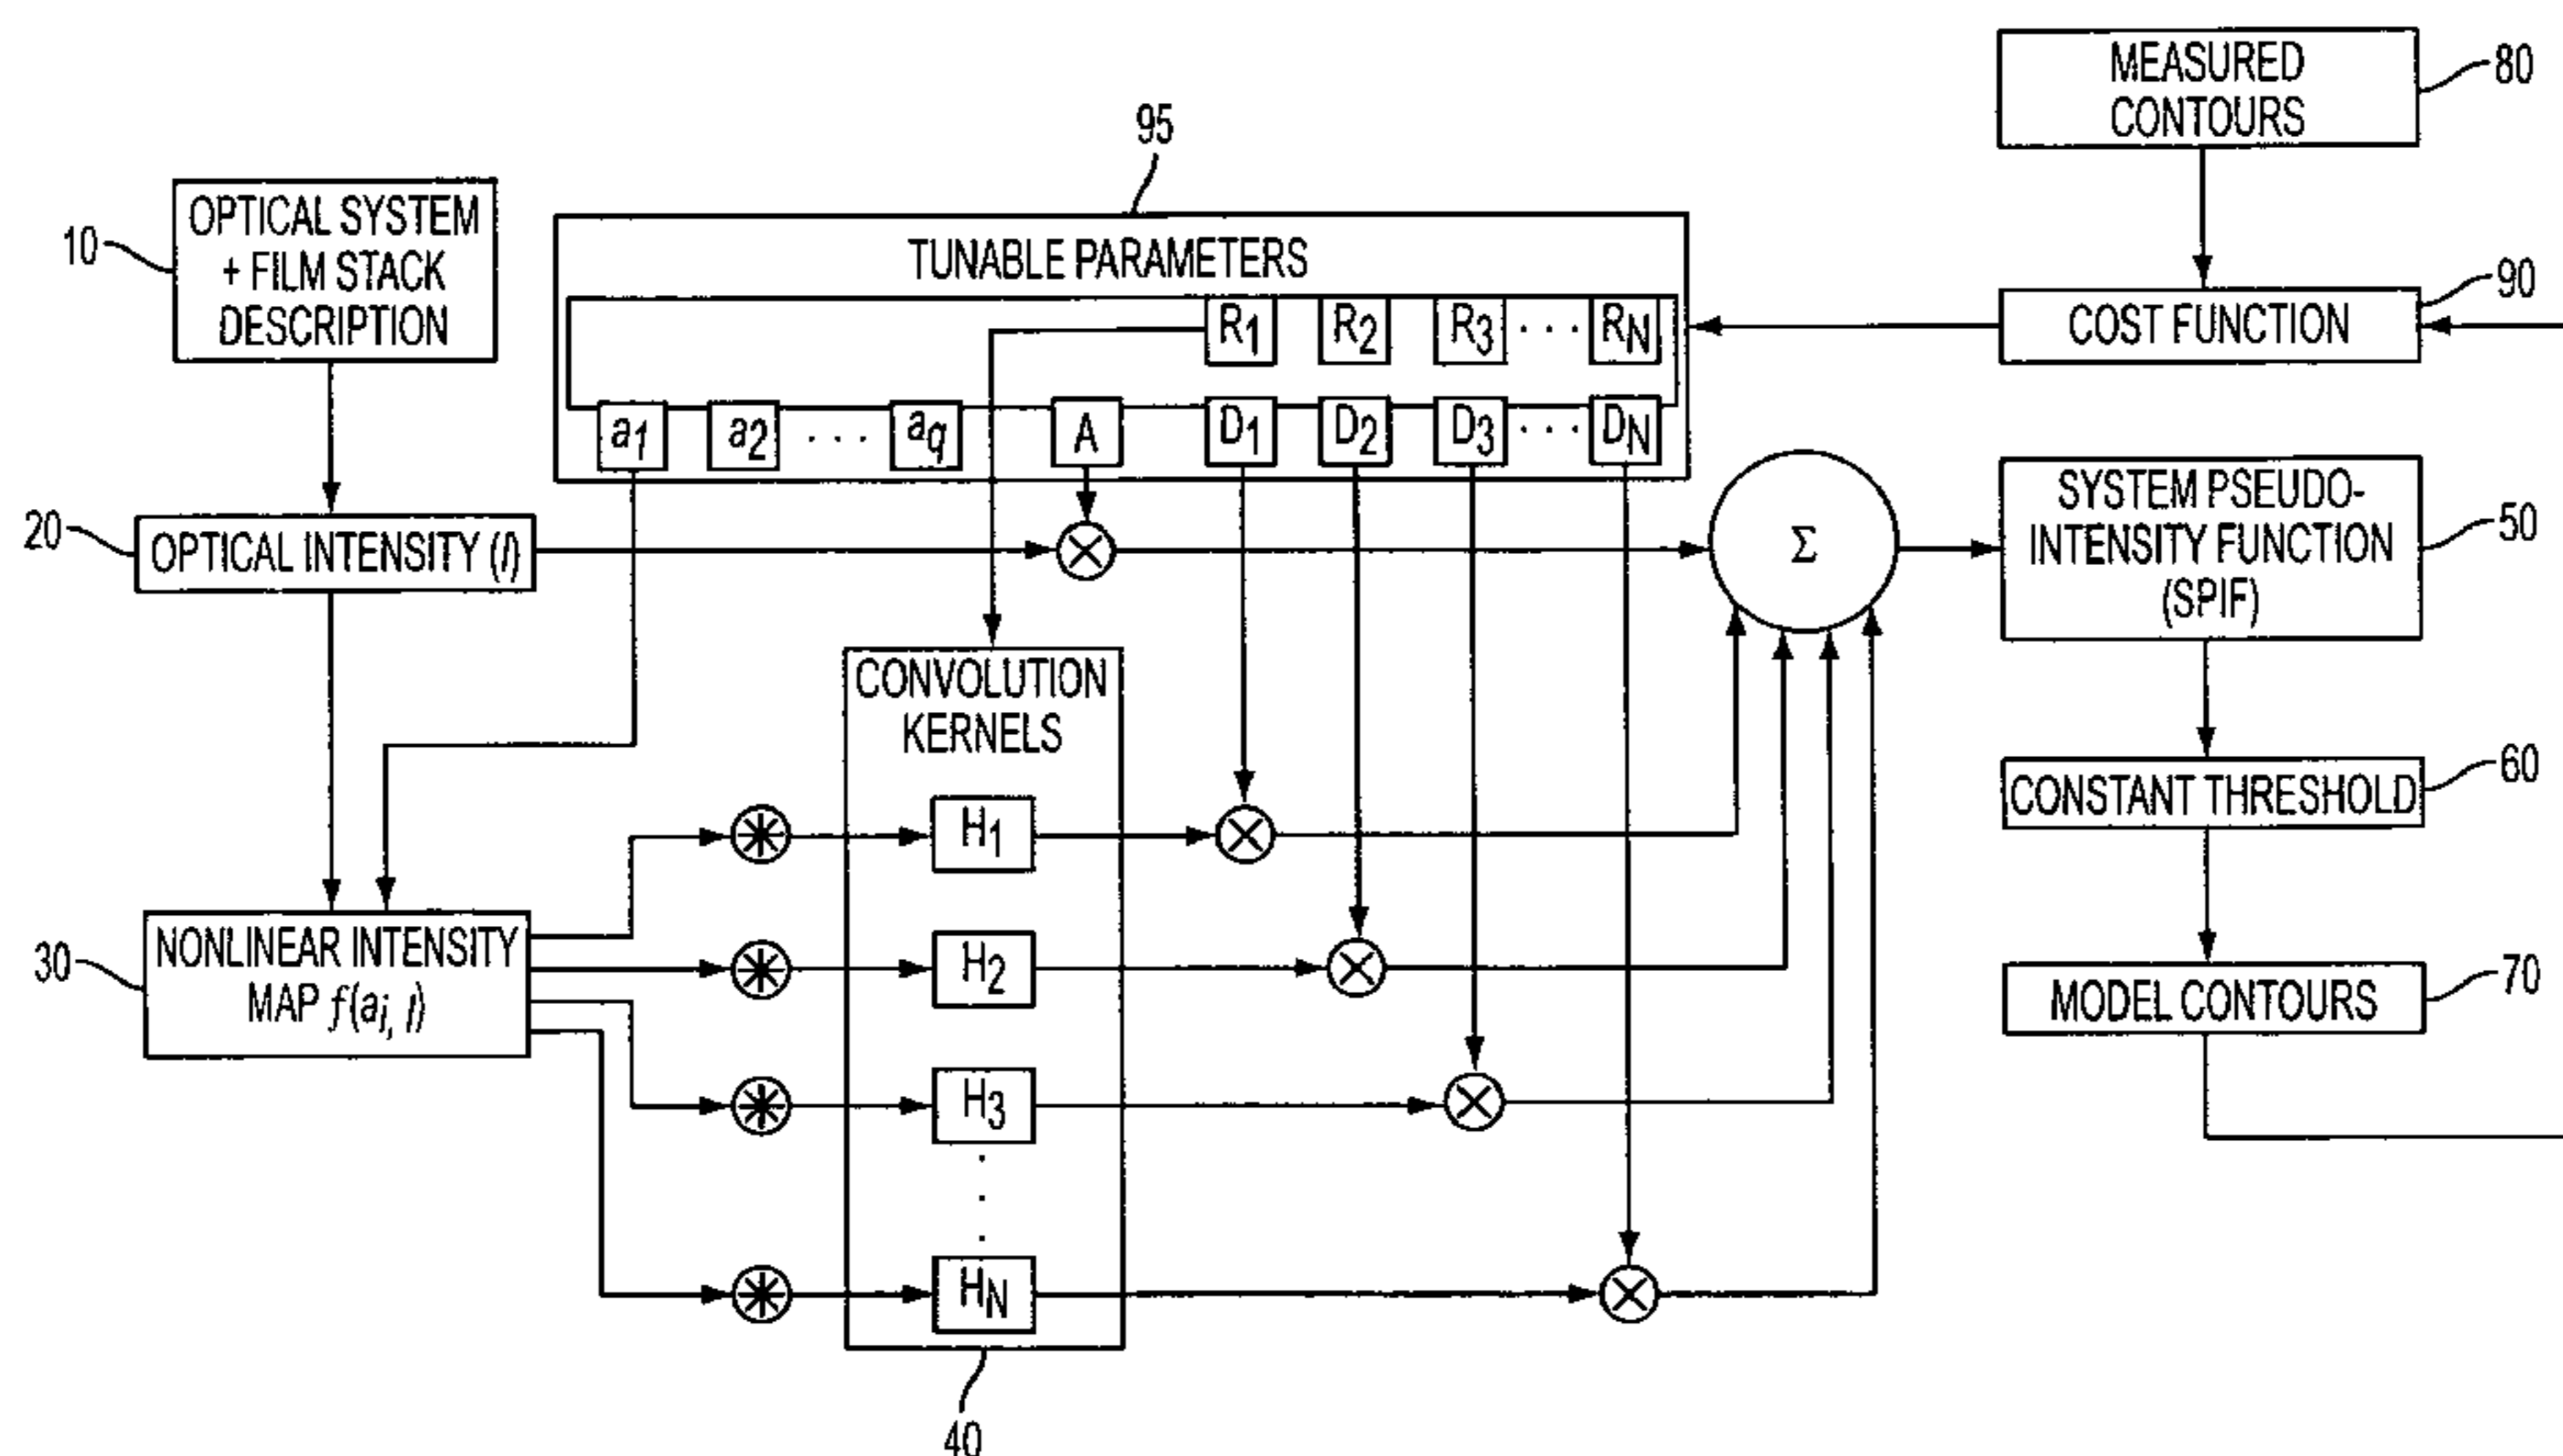 MEASURED
CONTOURS
80
95
OPTICAL SYSTEM
+ FILM STACK
DESCRIPTION
10
TUNABLE PARAMETERS
R1 R2 R3 ... RN
COST FUNCTION
90
a1 a2 ... aq A D1 D2 D3 ... DN
20
OPTICAL INTENSITY (I)
Σ
SYSTEM PSEUDO-
INTENSITY FUNCTION
(SPIF)
50
CONVOLUTION
KERNELS
CONSTANT THRESHOLD
60
H1
30
NONLINEAR INTENSITY
MAP f(ai, I)
H2
MODEL CONTOURS
70
H3
HN
40